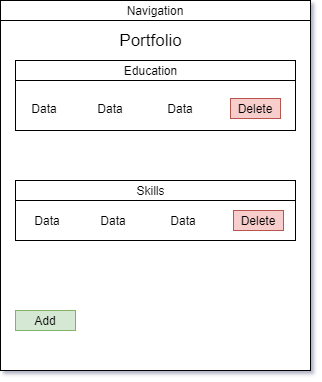 Navigation
Portfolio
Education
Data Data Data Delete
Skills
Data Data Data Delete
Add